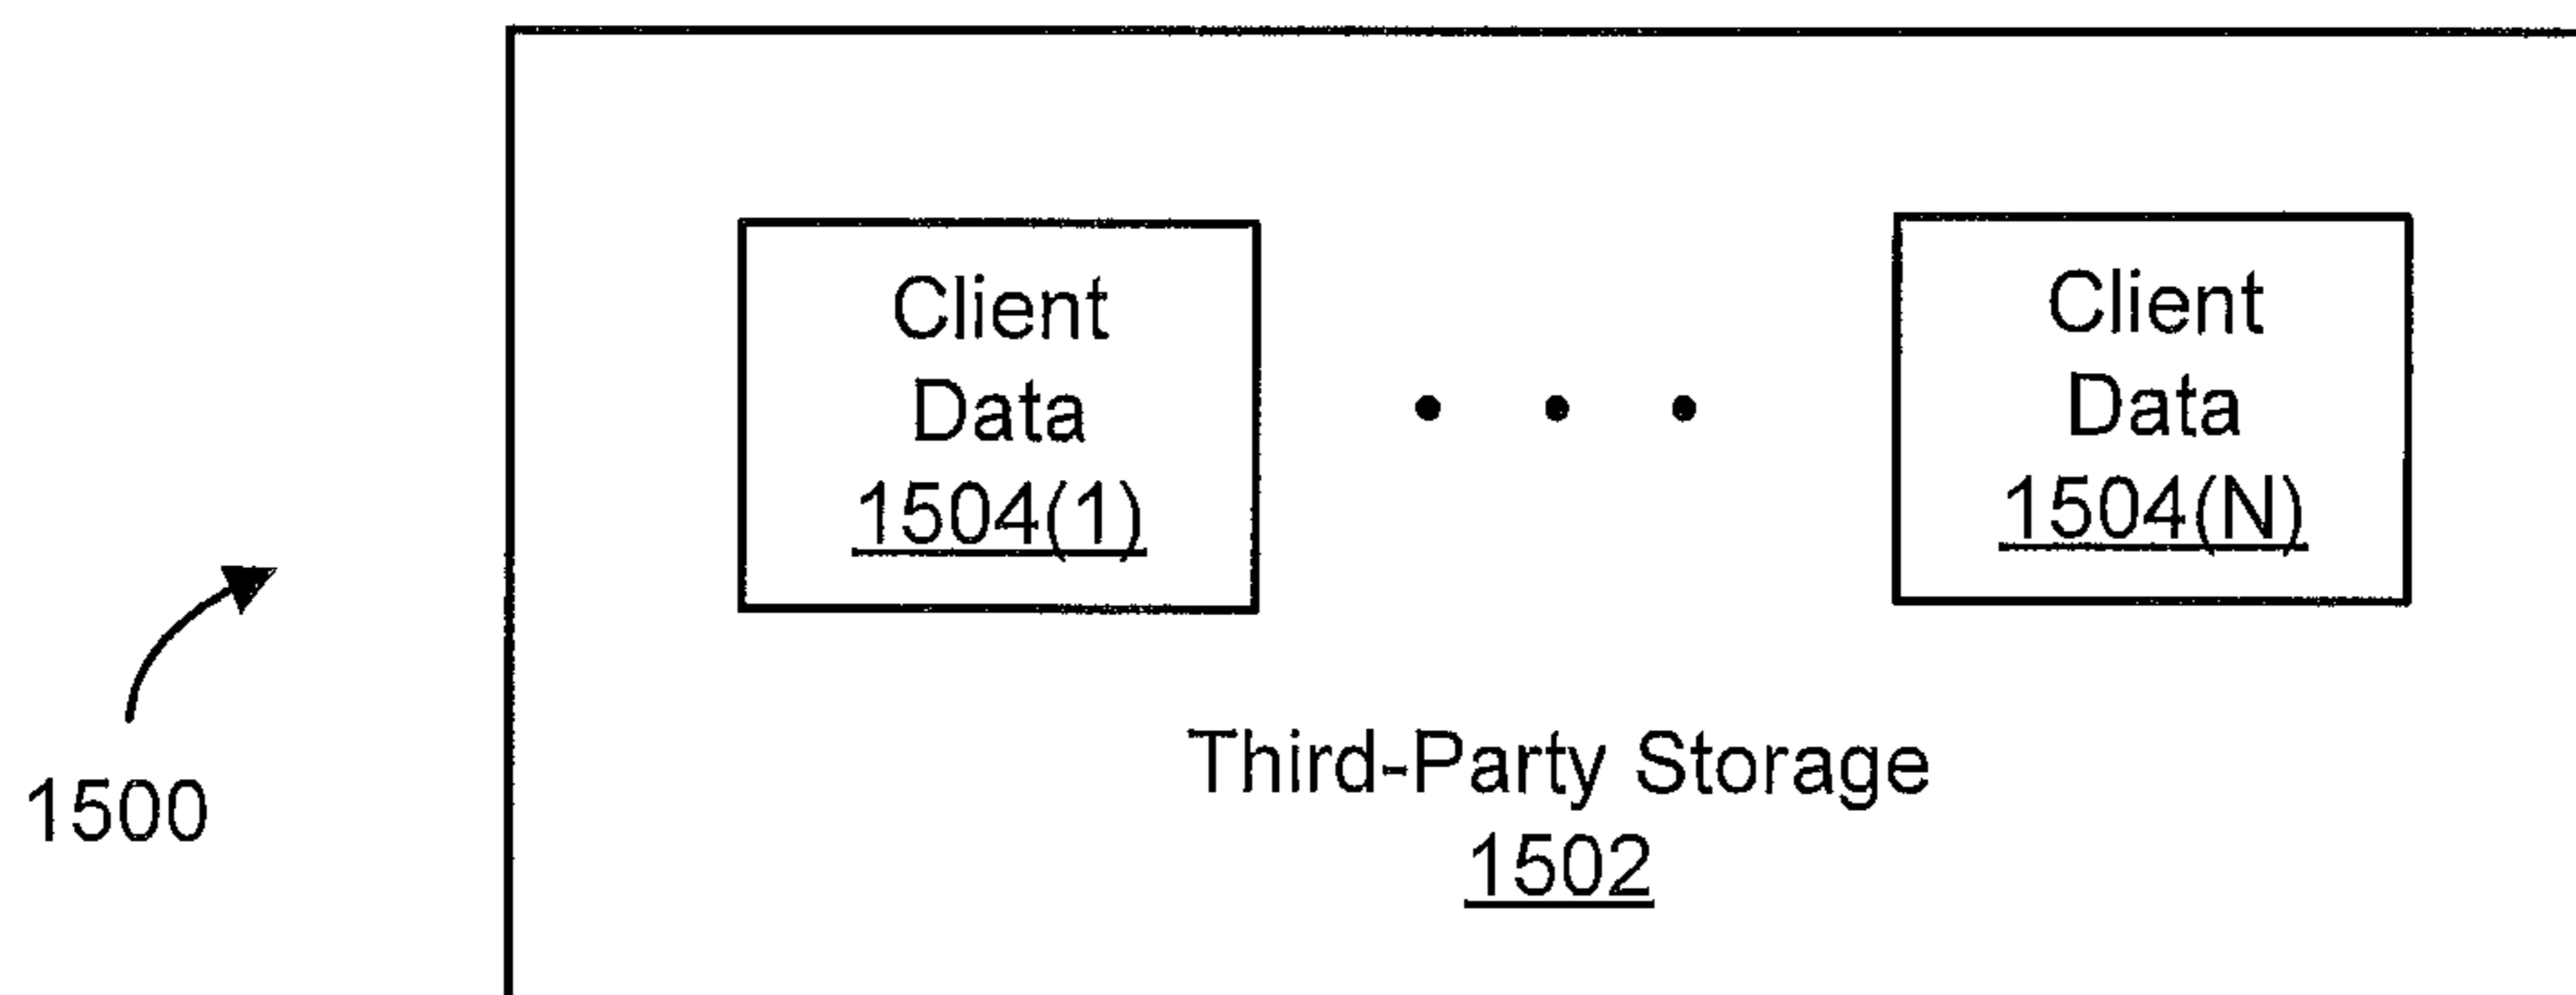 Client
Data
1504(1)
• • •
Client
Data
1504(N)
1500
Third-Party Storage
1502